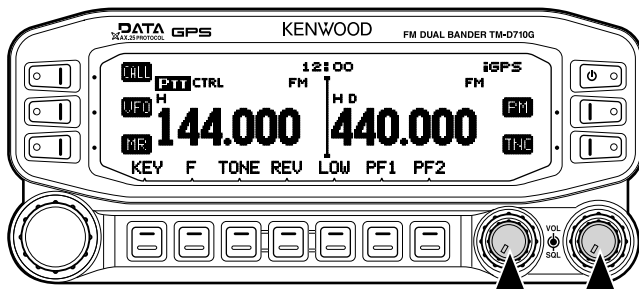 DATA GPS KENWOOD FM DUAL BANDER TM-D710G
AX.25 PROTOCOL
CALL PTT CTRL 12:00 iGPS
FM FM
VFO H H D PM
144.000 440.000
MR TNC
KEY F TONE REV LOW PF1 PF2
VOL
SQL